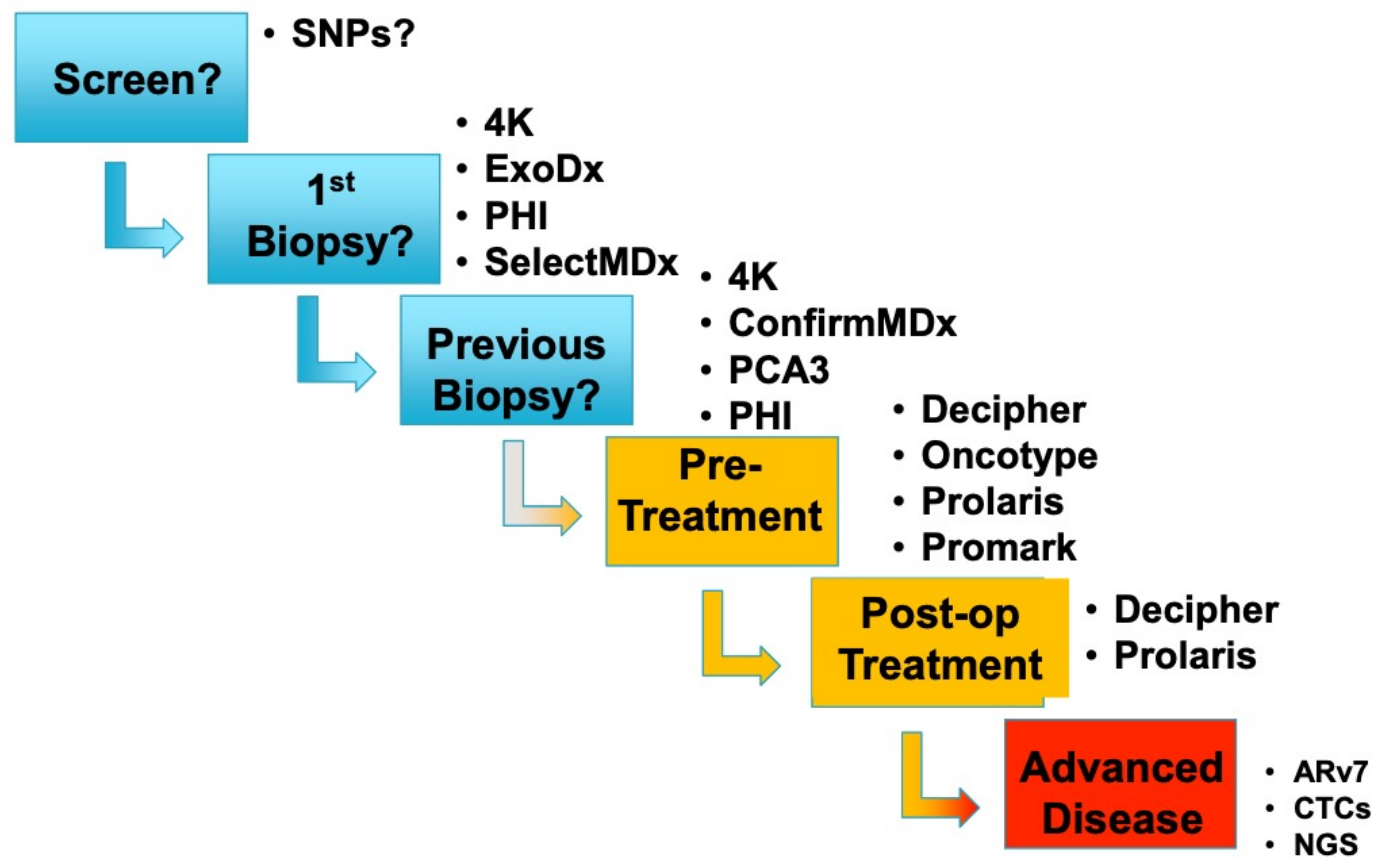 • SNPs?
Screen?
1st
Biopsy?
• 4K
• ExoDx
• PHI
• SelectMDx
Previous
Biopsy?
• 4K
• ConfirmMDx
• PCA3
• PHI
Pre-
Treatment
• Decipher
• Oncotype
• Prolaris
• Promark
Post-op
Treatment
• Decipher
• Prolaris
Advanced
Disease
• ARv7
• CTCs
• NGS